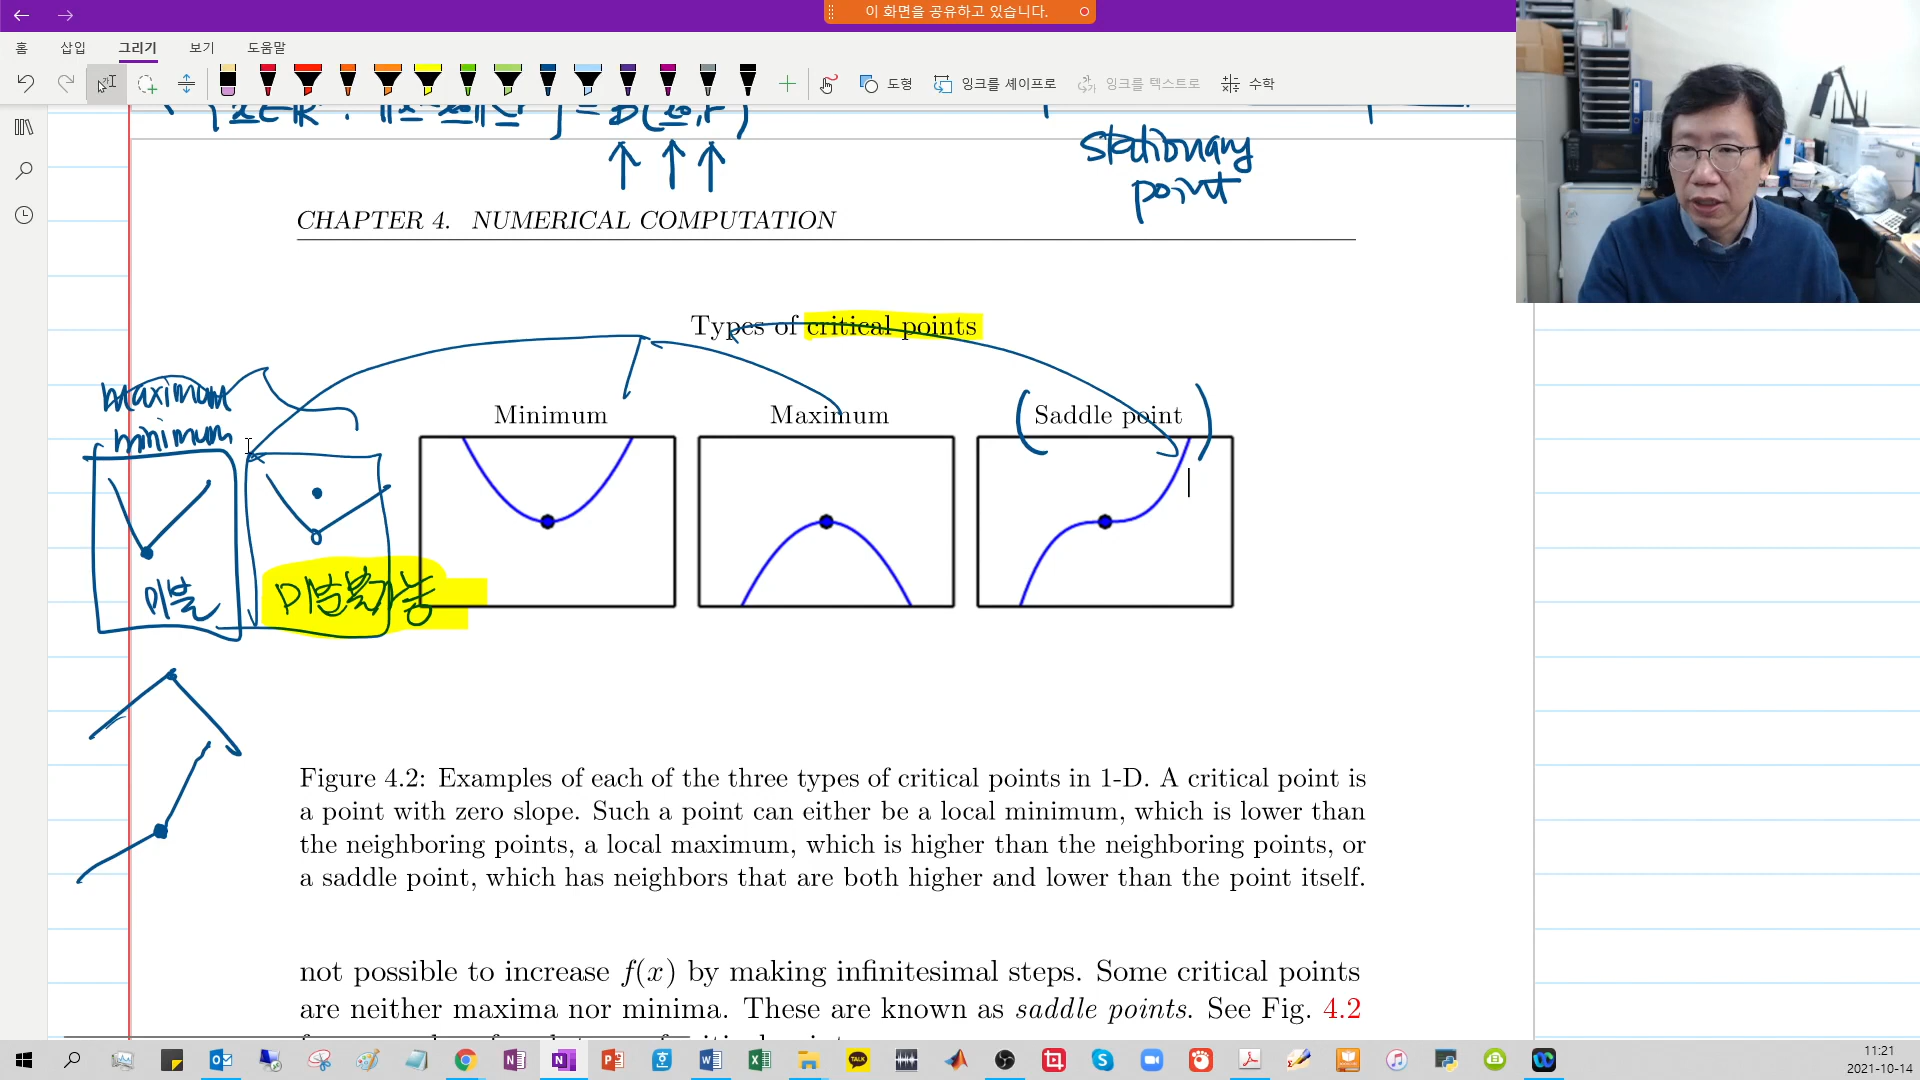 이 화면을 공유하고 있습니다.
홈 삽입 그리기 보기 도움말
도형 잉크를 셰이프로 잉크를 텍스트로 수학
stationary
point
CHAPTER 4. NUMERICAL COMPUTATION
Types of critical points
maximum
minimum
Minimum Maximum (Saddle point)
미불
미분불가능
Figure 4.2: Examples of each of the three types of critical points in 1-D. A critical point is
a point with zero slope. Such a point can either be a local minimum, which is lower than
the neighboring points, a local maximum, which is higher than the neighboring points, or
a saddle point, which has neighbors that are both higher and lower than the point itself.
not possible to increase f(x) by making infinitesimal steps. Some critical points
are neither maxima nor minima. These are known as saddle points. See Fig. 4.2
11:21
2021-10-14